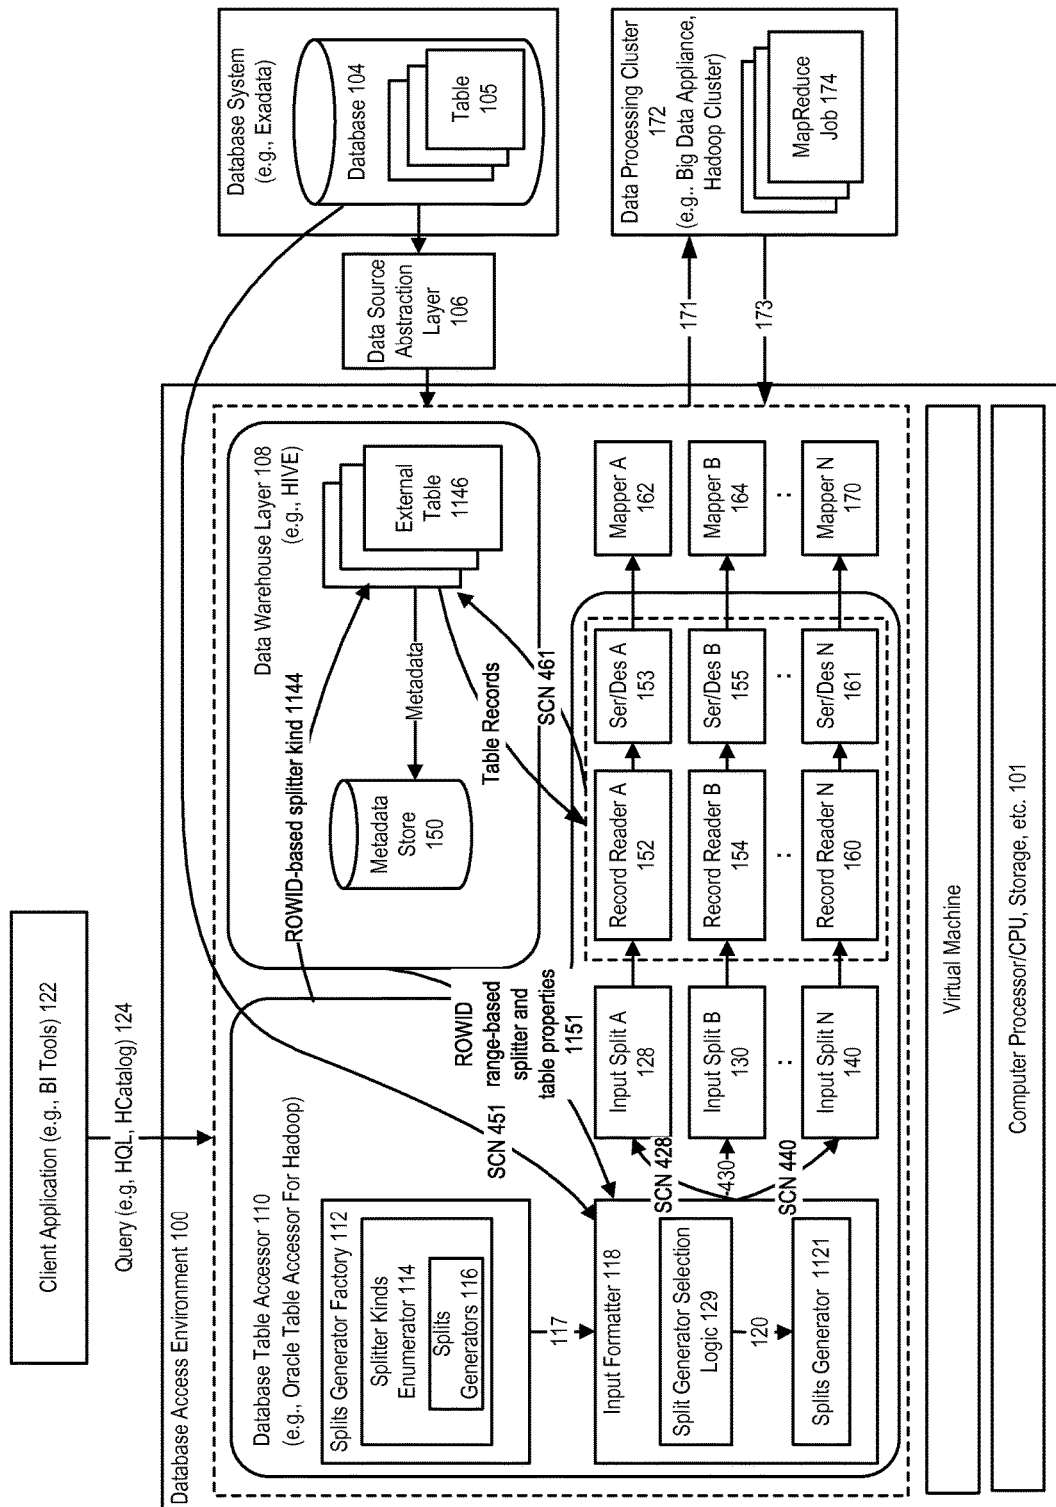 Client Application (e.g., BI Tools) 122
Query (e.g, HQL, HCatalog) 124
Database Access Environment 100
Database Table Accessor 110
(e.g., Oracle Table Accessor For Hadoop)
Splits Generator Factory 112
Splitter Kinds
Enumerator 114
Splits
Generators 116
117
Input Formatter 118
Split Generator Selection
Logic 129
120
Splits Generator 1121
SCN 451
SCN 428
430
SCN 440
ROWID
range-based
splitter and
table properties
1151
ROWID-based splitter kind 1144
Input Split A
128
Input Split B
130
:
Input Split N
140
Data Warehouse Layer 108
(e.g., HIVE)
Metadata
Store
150
Metadata
External
Table
1146
Table Records
SCN 461
Record Reader A
152
Record Reader B
154
:
Record Reader N
160
Ser/Des A
153
Ser/Des B
155
:
Ser/Des N
161
Mapper A
162
Mapper B
164
:
Mapper N
170
Data Source
Abstraction
Layer
106
Database System
(e.g., Exadata)
Database 104
Table
105
171
173
Data Processing Cluster
172
(e.g.. Big Data Appliance,
Hadoop Cluster)
MapReduce
Job 174
Virtual Machine
Computer Processor/CPU, Storage, etc. 101